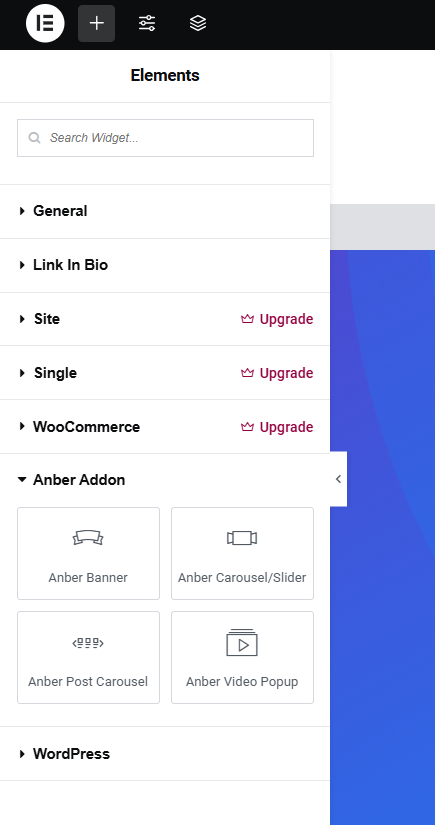 Elements
Search Widget...
General
Link In Bio
Site Upgrade
Single Upgrade
WooCommerce Upgrade
Anber Addon
Anber Banner Anber Carousel/Slider
Anber Post Carousel Anber Video Popup
WordPress